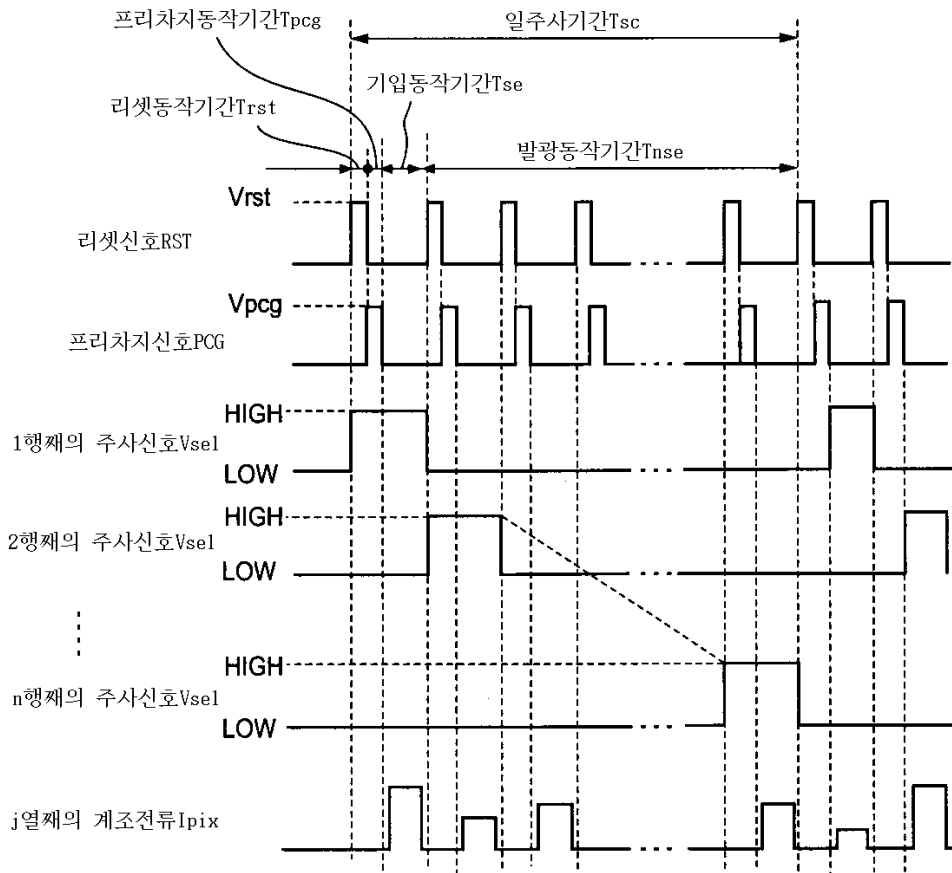 프리차지동작기간Tpcg
일주사기간Tsc
기입동작기간Tse
리셋동작기간Trst
발광동작기간Tnse
Vrst
리셋신호RST
Vpcg
프리차지신호PCG
HIGH
1행째의 주사신호Vsel
LOW
HIGH
2행째의 주사신호Vsel
LOW
HIGH
n행째의 주사신호Vsel
LOW
j열째의 계조전류Ipix